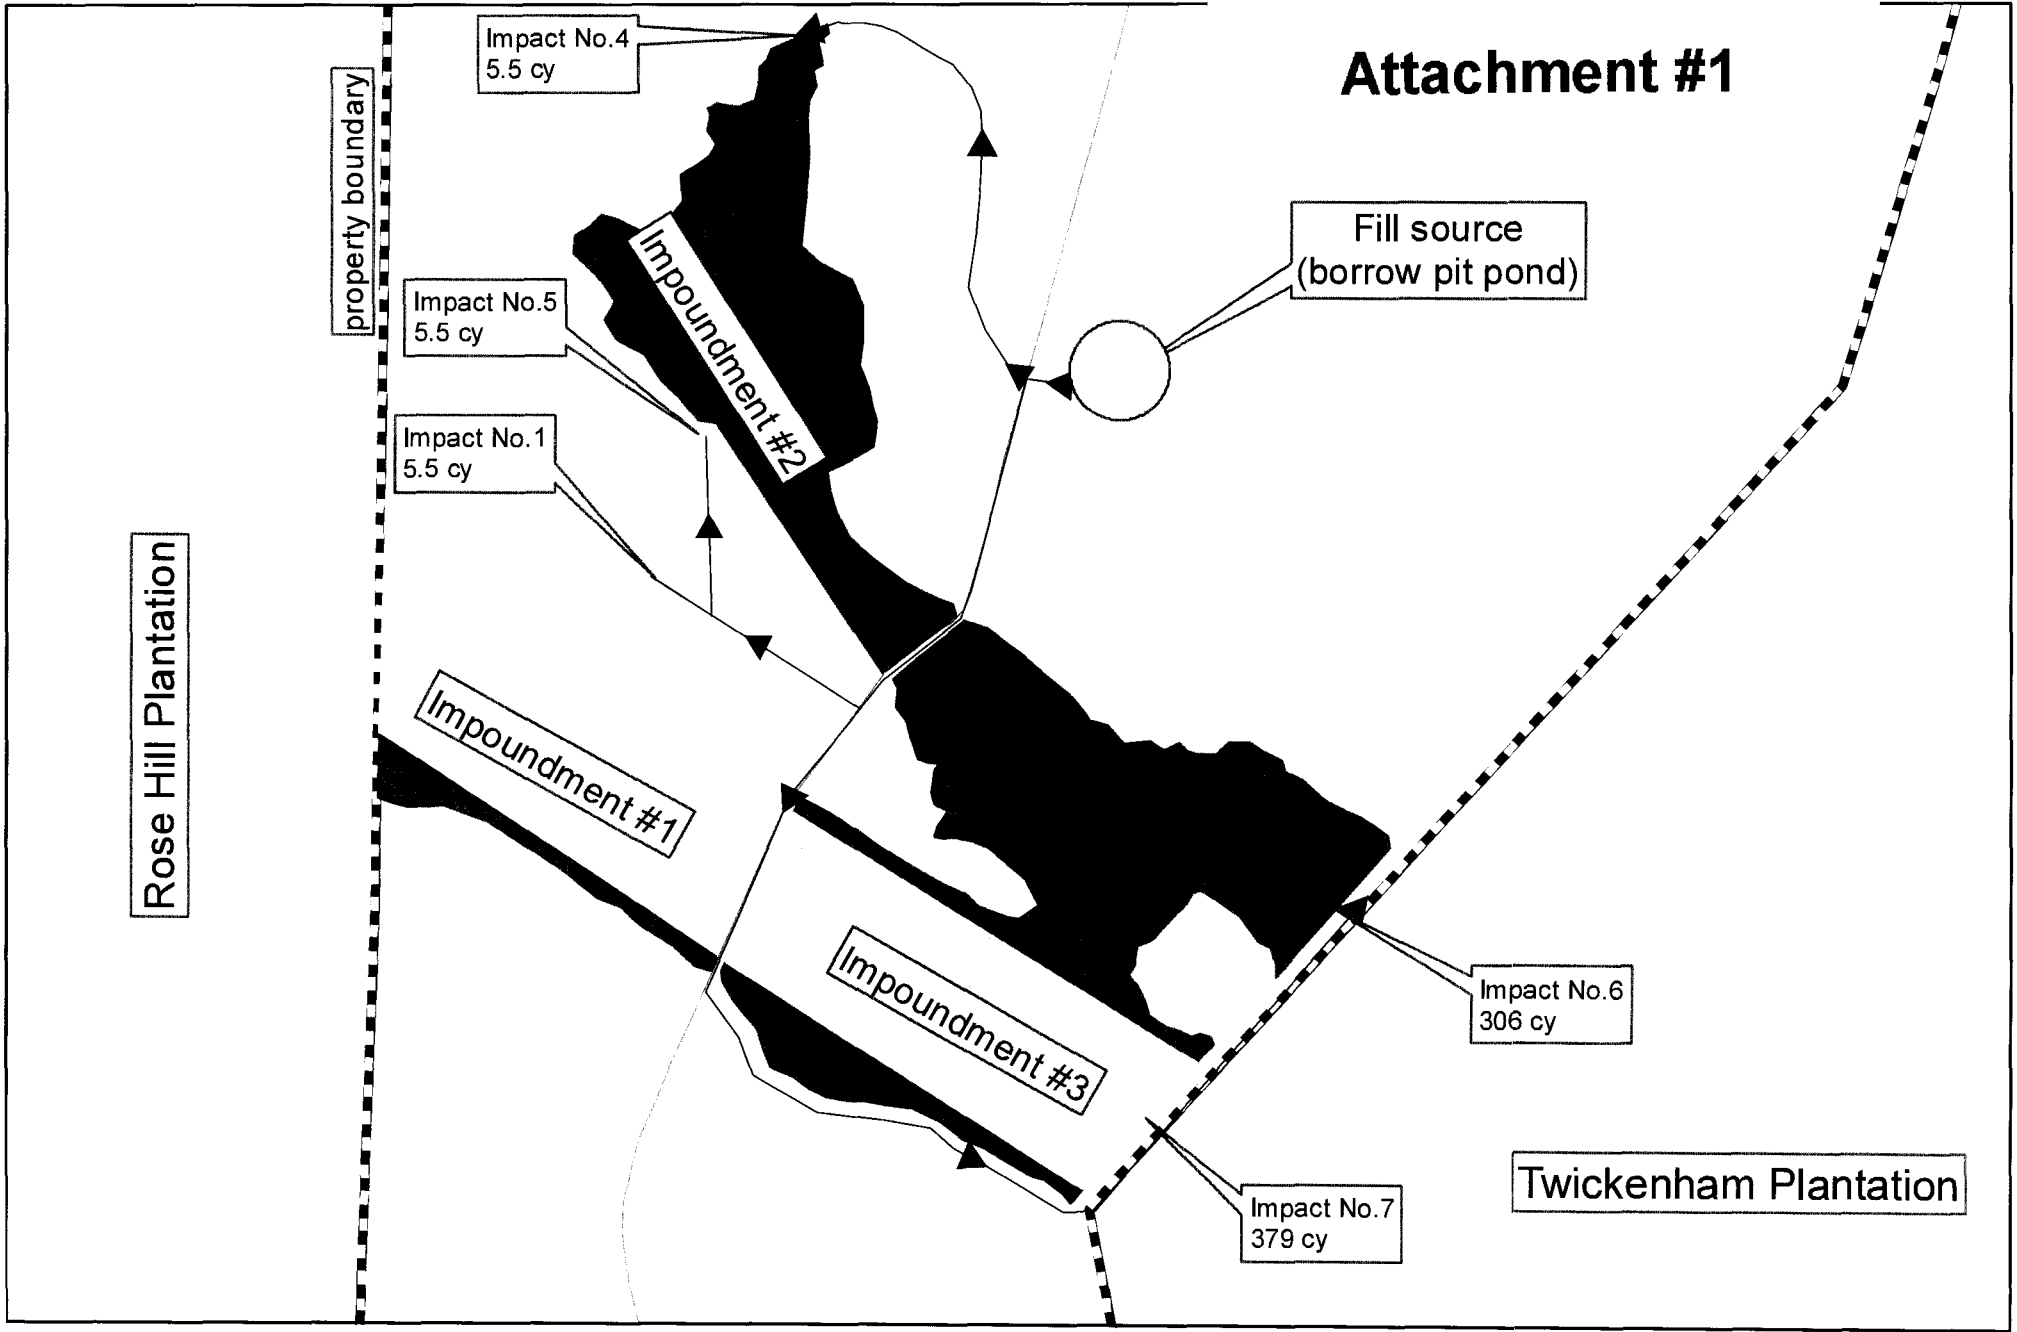 Impact No.4
5.5 cy
Attachment #1
property boundary
Fill source
(borrow pit pond)
Impoundment #2
Impact No.5
5.5 cy
Impact No.1
5.5 cy
Rose Hill Plantation
Impoundment #1
Impoundment #3
Impact No.6
306 cy
Twickenham Plantation
Impact No.7
379 cy